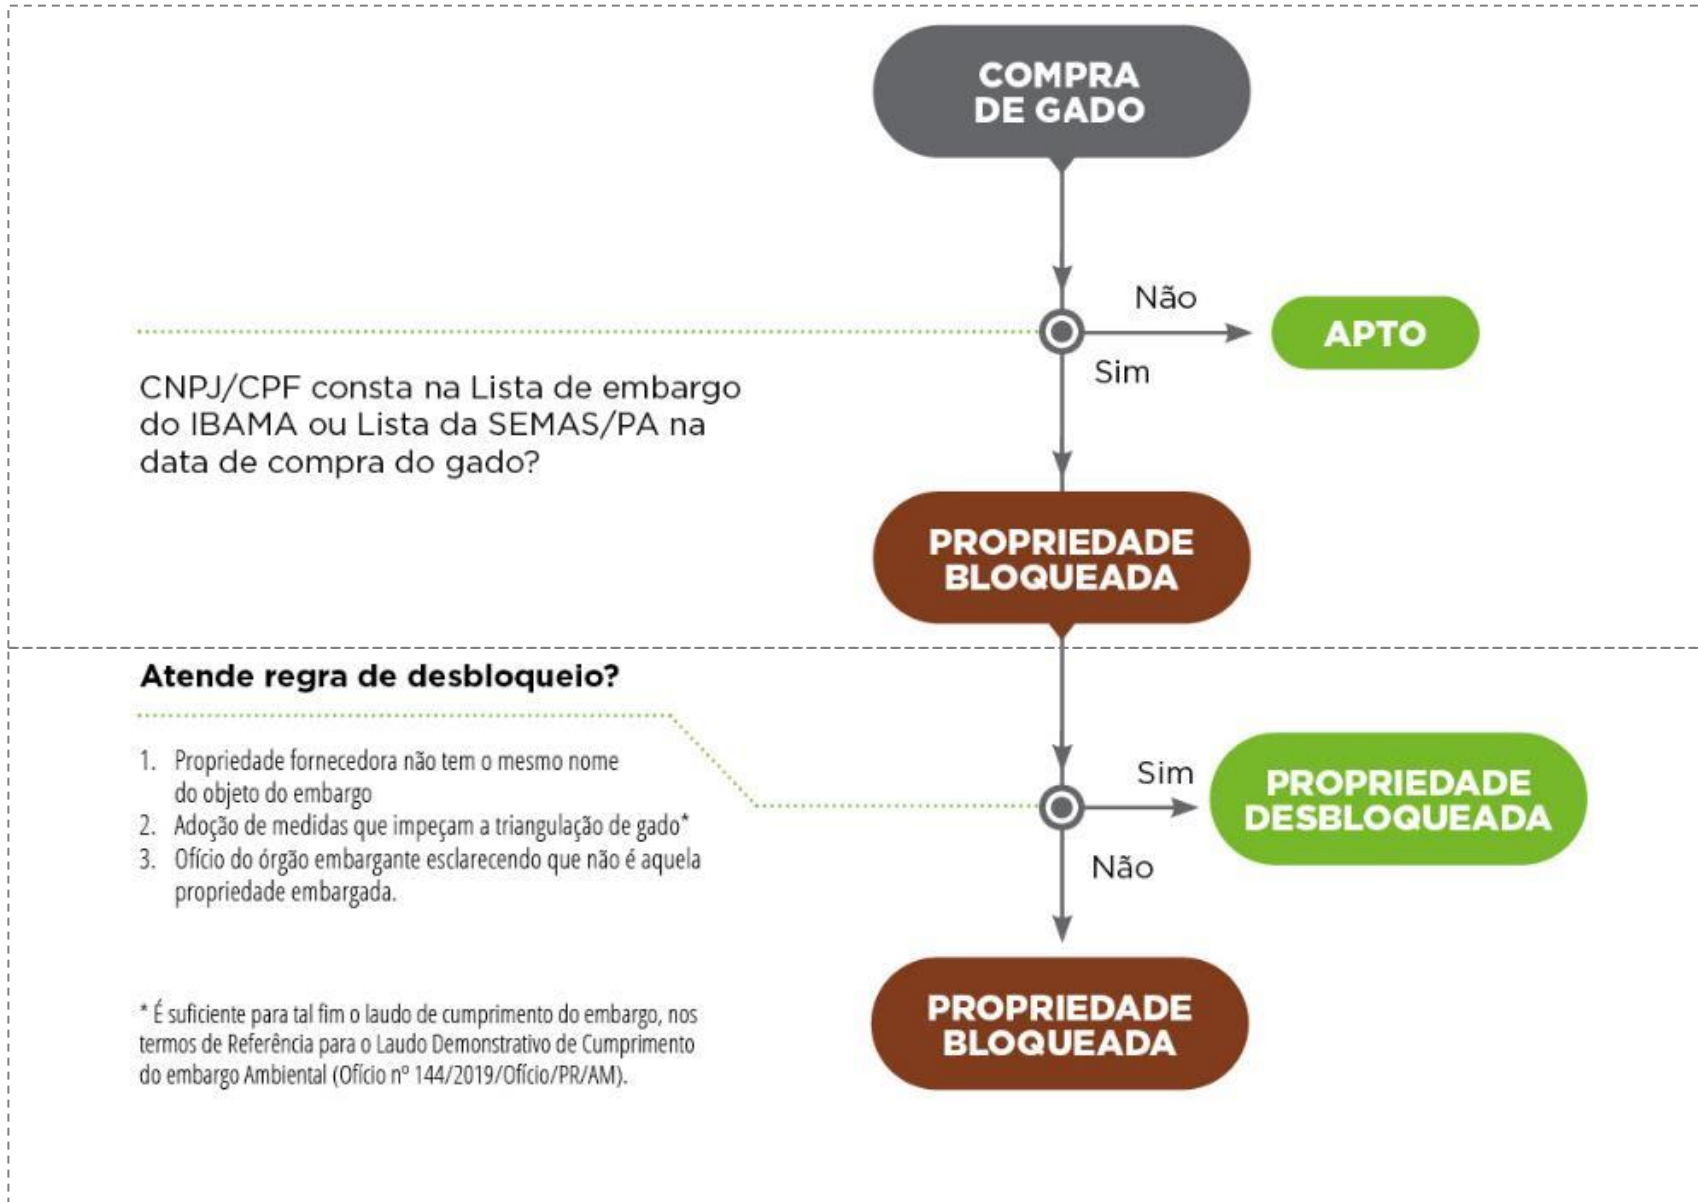 COMPRA
DE GADO
Não
APTO
Sim
CNPJ/CPF consta na Lista de embargo
do IBAMA ou Lista da SEMAS/PA na
data de compra do gado?
PROPRIEDADE
BLOQUEADA
Atende regra de desbloqueio?
1. Propriedade fornecedora não tem o mesmo nome
do objeto do embargo
2. Adoção de medidas que impeçam a triangulação de gado*
3. Ofício do órgão embargante esclarecendo que não é aquela
propriedade embargada.
Sim
PROPRIEDADE
DESBLOQUEADA
Não
* É suficiente para tal fim o laudo de cumprimento do embargo, nos
termos de Referência para o Laudo Demonstrativo de Cumprimento
do embargo Ambiental (Ofício nº 144/2019/Ofício/PR/AM).
PROPRIEDADE
BLOQUEADA